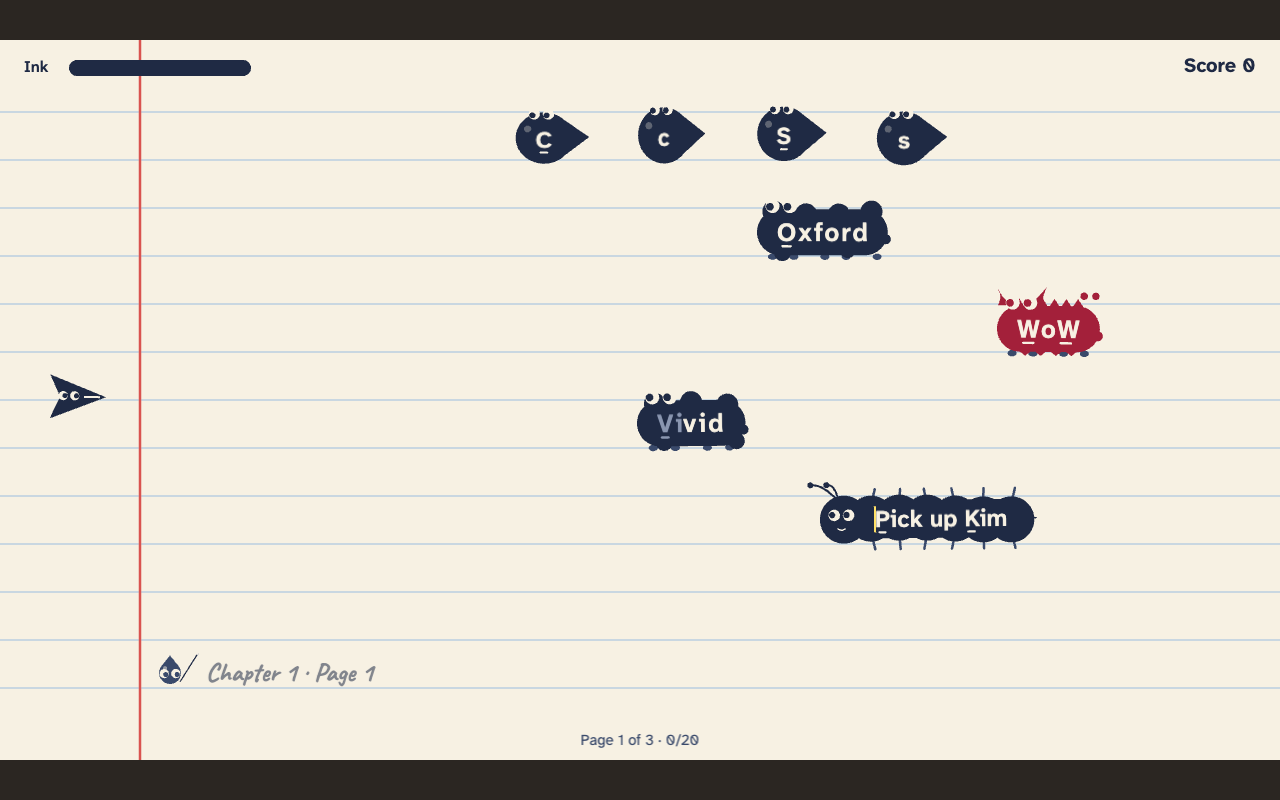 Ink
Score 0
C c S s
Oxford
WoW
Vivid
Pick up Kim
Chapter 1 · Page 1
Page 1 of 3 · 0/20